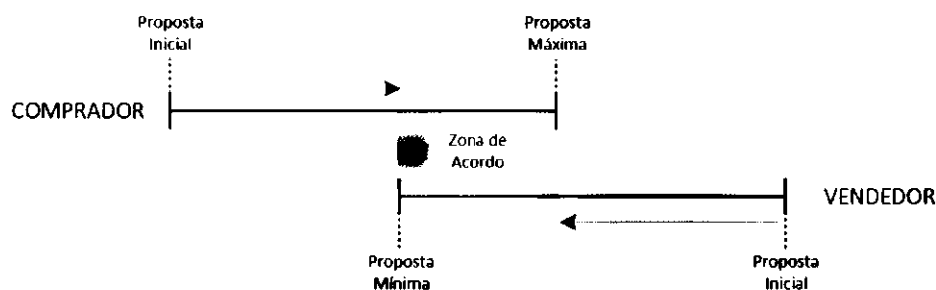 Proposta
Inicial
Proposta
Máxima
COMPRADOR
Zona de
Acordo
VENDEDOR
Proposta
Mínima
Proposta
Inicial